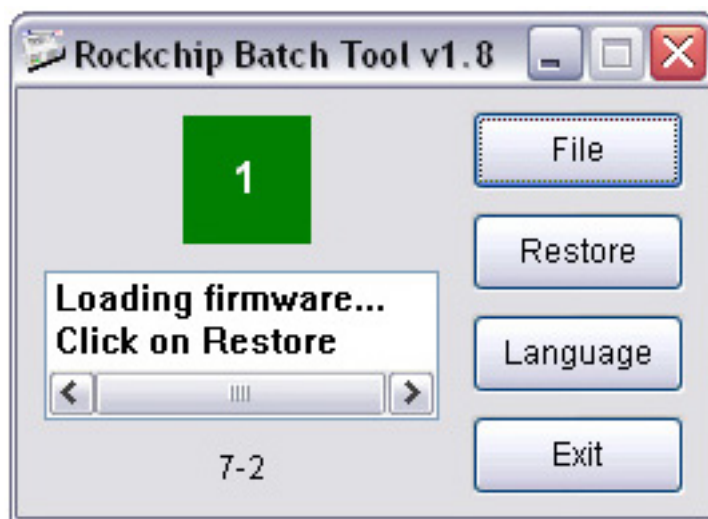 Rockchip Batch Tool v1.8
1
File
Restore
Loading firmware...
Click on Restore
Language
7-2
Exit